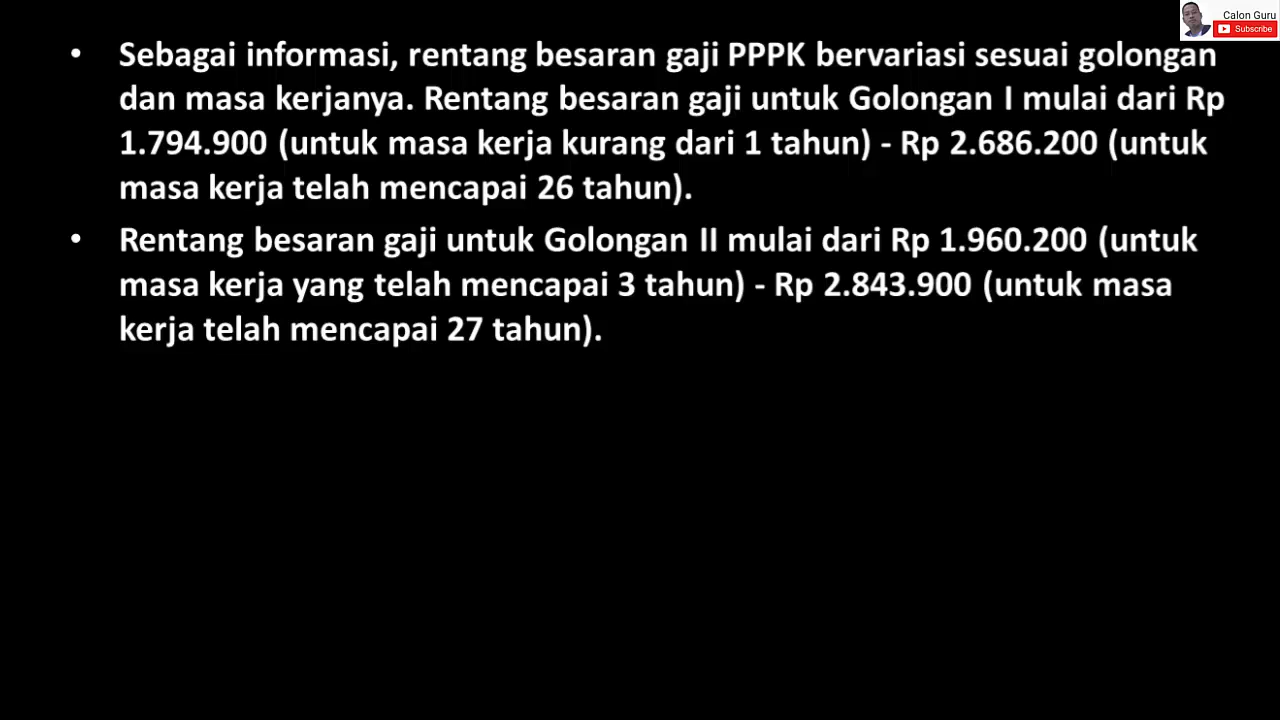 Calon Guru
Subscribe
• Sebagai informasi, rentang besaran gaji PPPK bervariasi sesuai golongan
dan masa kerjanya. Rentang besaran gaji untuk Golongan I mulai dari Rp
1.794.900 (untuk masa kerja kurang dari 1 tahun) - Rp 2.686.200 (untuk
masa kerja telah mencapai 26 tahun).
• Rentang besaran gaji untuk Golongan II mulai dari Rp 1.960.200 (untuk
masa kerja yang telah mencapai 3 tahun) - Rp 2.843.900 (untuk masa
kerja telah mencapai 27 tahun).